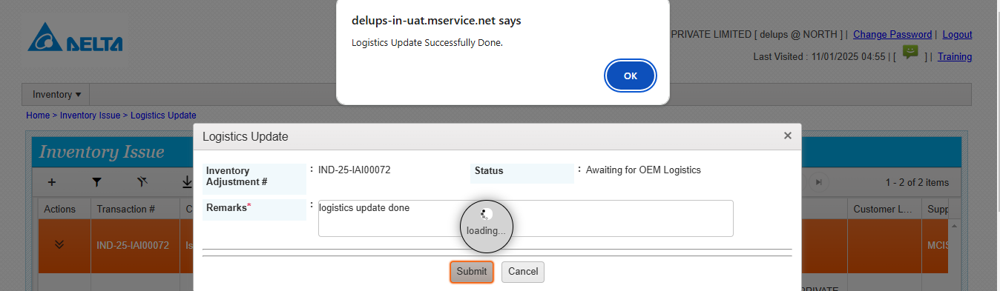 delups-in-uat.mservice.net says
Logistics Update Successfully Done.
OK
DELTA
PRIVATE LIMITED [ delups @ NORTH ] | Change Password | Logout
Last Visited : 11/01/2025 04:55 | [ ] | Training
Inventory
Home > Inventory Issue > Logistics Update
Inventory Issue
1 - 2 of 2 items
Actions Transaction # C Customer L... Supp
IND-25-IAI00072 Is MCIS
PRIVATE
Logistics Update
Inventory Adjustment # : IND-25-IAI00072 Status : Awaiting for OEM Logistics
Remarks* : logistics update done
loading...
Submit Cancel